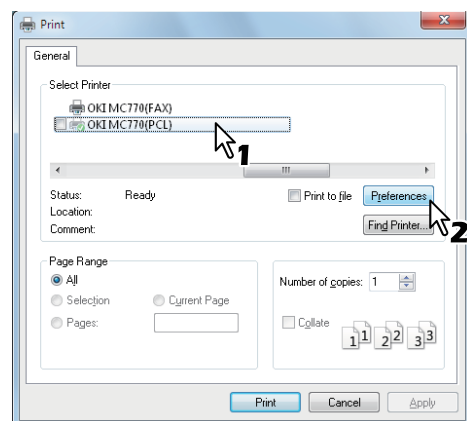 Print
X
General
Select Printer
OKI MC770(FAX)
OKI MC770(PCL)
1
Status: Ready
Print to file
Preferences
Location:
Comment:
Find Printer...
2
Page Range
All
Selection
Current Page
Pages:
Number of copies: 1
Collate
1 1 2 2 3 3
Print
Cancel
Apply